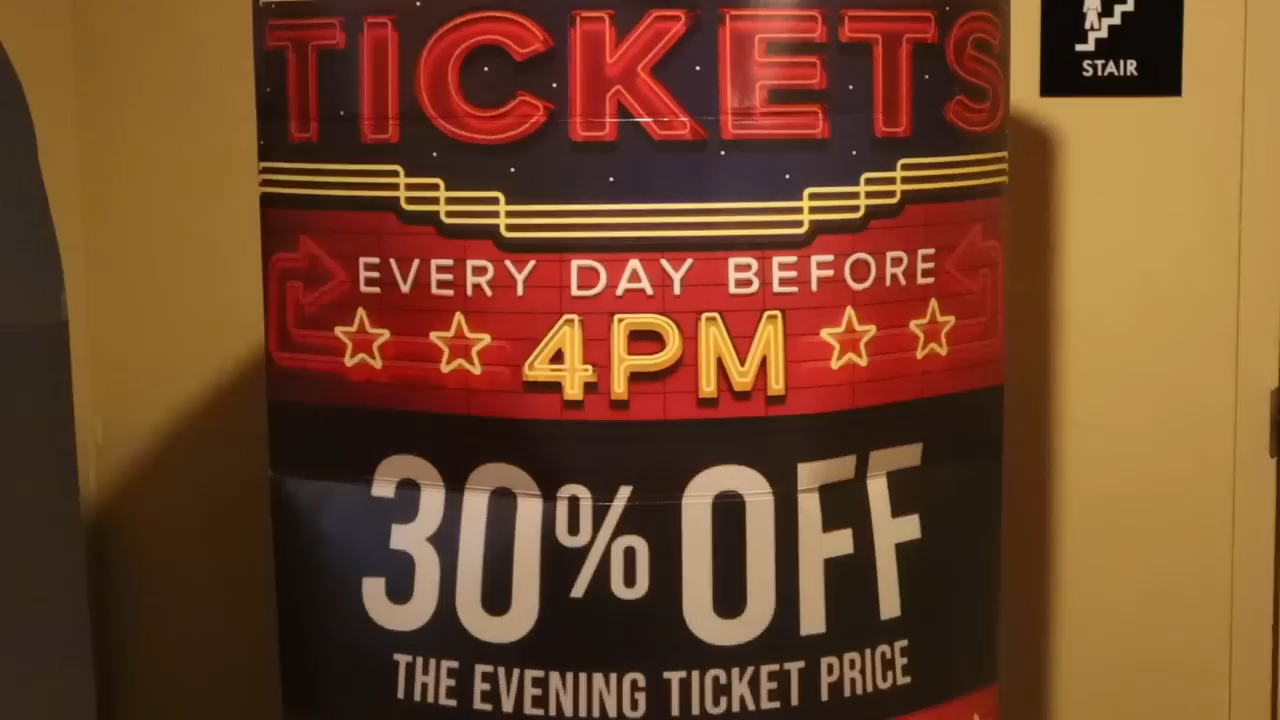 TICKETS
STAIR
EVERY DAY BEFORE
4PM
30% OFF
THE EVENING TICKET PRICE